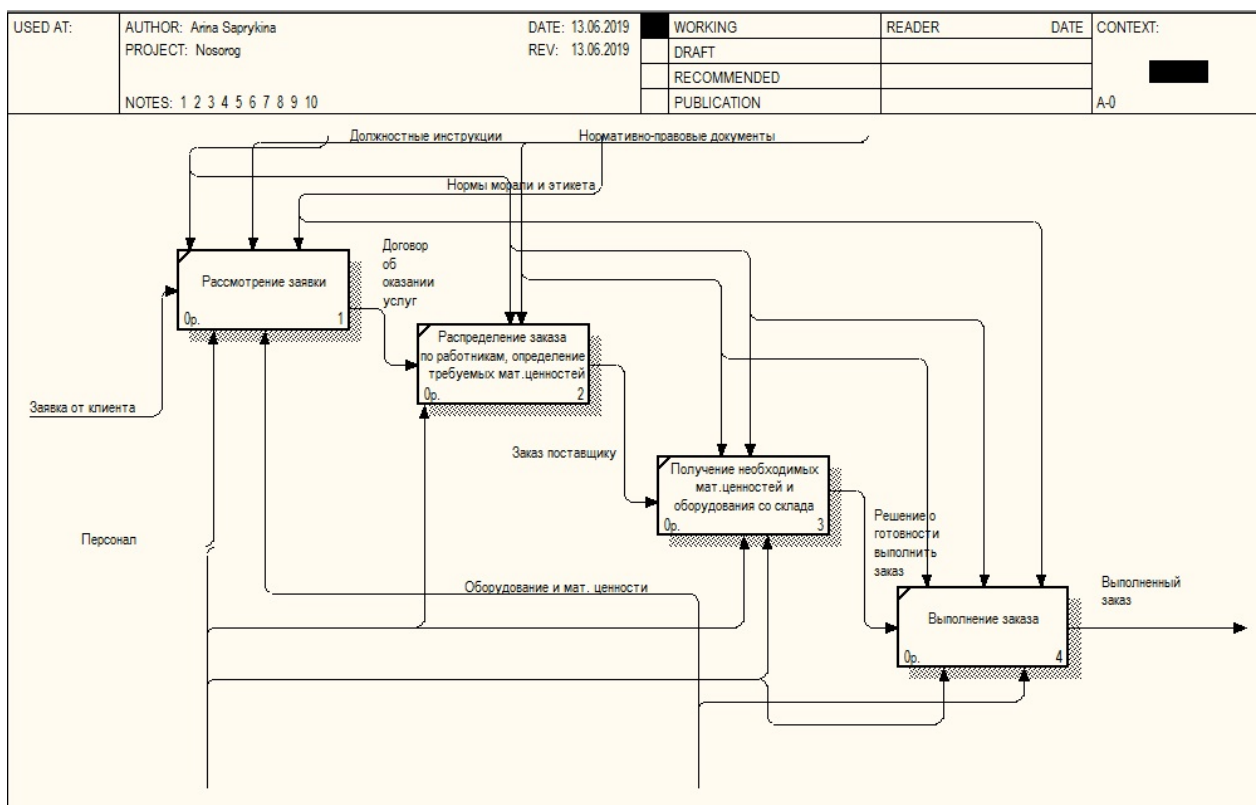 USED AT:
AUTHOR: Arina Saprykina
DATE: 13.06.2019
WORKING
READER
DATE
CONTEXT:
PROJECT: Nosorog
REV: 13.06.2019
DRAFT
RECOMMENDED
NOTES: 1 2 3 4 5 6 7 8 9 10
PUBLICATION
A-0
Должностные инструкции
Нормативно-правовые документы
Нормы морали и этикета
Договор
об
оказании
услуг
Рассмотрение заявки
0р.
1
Распределение заказа
по работникам, определение
требуемых мат.ценностей
0р.
2
Заявка от клиента
Заказ поставщику
Получение необходимых
мат.ценностей и
оборудования со склада
0р.
3
Решение о
готовности
выполнить
заказ
Персонал
Оборудование и мат. ценности
Выполненный
заказ
Выполнение заказа
0р.
4